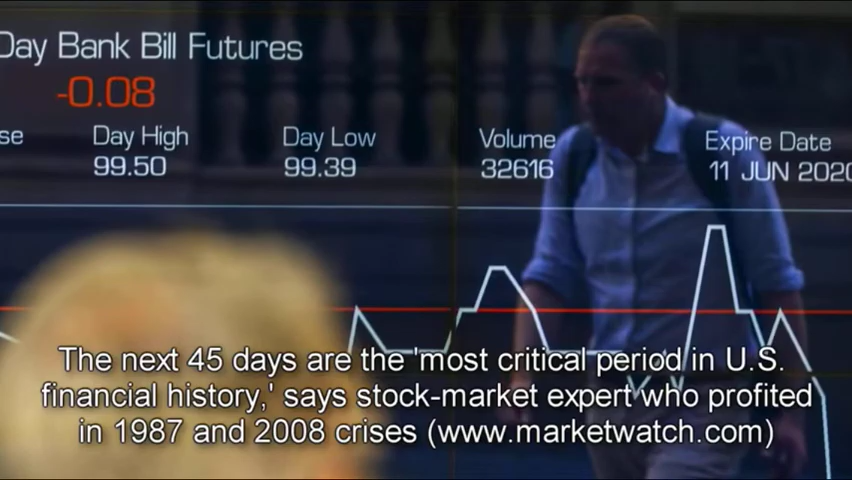 Day Bank Bill Futures
-0.08
se Day High Day Low Volume Expire Date
99.50 99.39 32616 11 JUN 2020
The next 45 days are the 'most critical period in U.S.
financial history,' says stock-market expert who profited
in 1987 and 2008 crises (www.marketwatch.com)